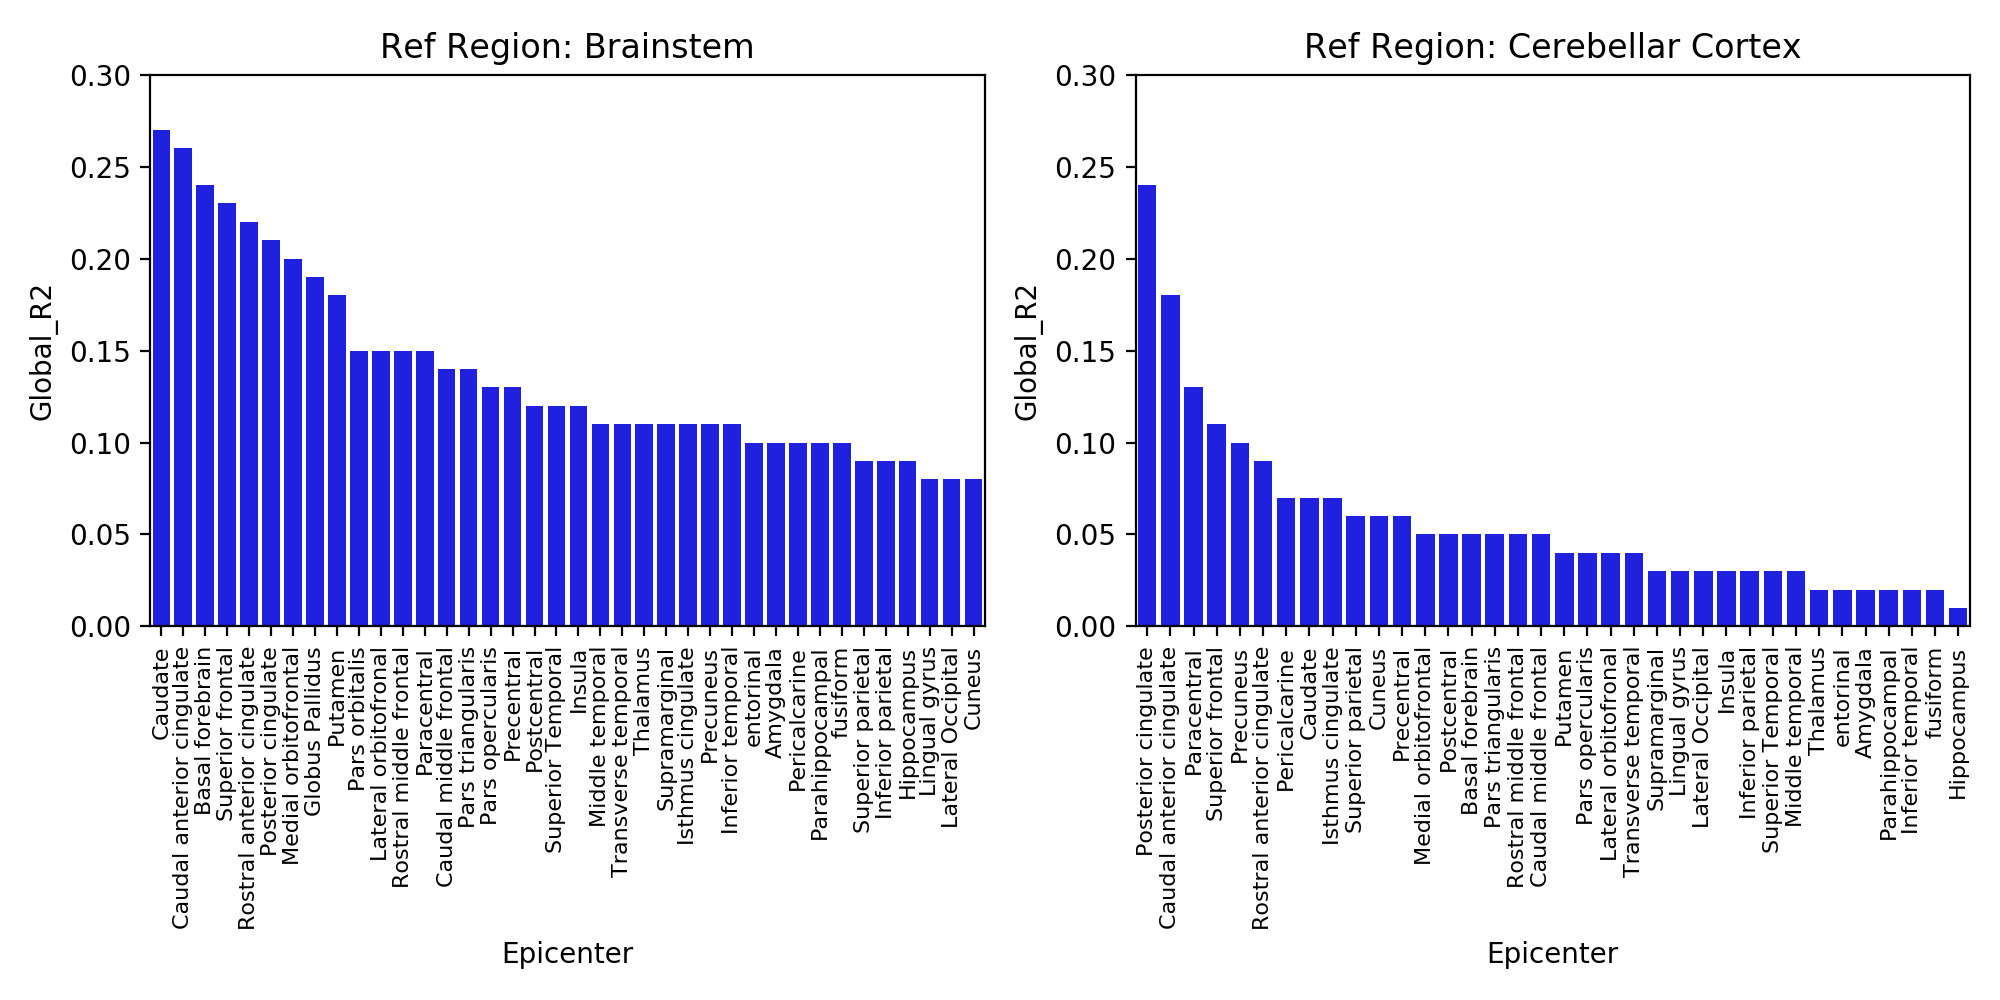 Ref Region: Brainstem
0.30
0.25
0.20
0.15
0.10
0.05
0.00
Global_R2
Caudate
Caudal anterior cingulate
Basal forebrain
Superior frontal
Rostral anterior cingulate
Posterior cingulate
Medial orbitofrontal
Globus Pallidus
Putamen
Pars orbitalis
Lateral orbitofronal
Rostral middle frontal
Paracentral
Caudal middle frontal
Pars triangularis
Pars opercularis
Precentral
Postcentral
Superior Temporal
Insula
Middle temporal
Transverse temporal
Thalamus
Supramarginal
Isthmus cingulate
Precuneus
Inferior temporal
entorinal
Amygdala
Pericalcarine
Parahippocampal
fusiform
Superior parietal
Inferior parietal
Hippocampus
Lingual gyrus
Lateral Occipital
Cuneus
Epicenter
Ref Region: Cerebellar Cortex
0.30
0.25
0.20
0.15
0.10
0.05
0.00
Global_R2
Posterior cingulate
Caudal anterior cingulate
Paracentral
Superior frontal
Precuneus
Rostral anterior cingulate
Pericalcarine
Caudate
Isthmus cingulate
Superior parietal
Cuneus
Precentral
Medial orbitofrontal
Postcentral
Basal forebrain
Pars triangularis
Rostral middle frontal
Caudal middle frontal
Putamen
Pars opercularis
Lateral orbitofronal
Transverse temporal
Supramarginal
Lingual gyrus
Lateral Occipital
Insula
Inferior parietal
Superior Temporal
Middle temporal
Thalamus
entorinal
Amygdala
Parahippocampal
Inferior temporal
fusiform
Hippocampus
Epicenter